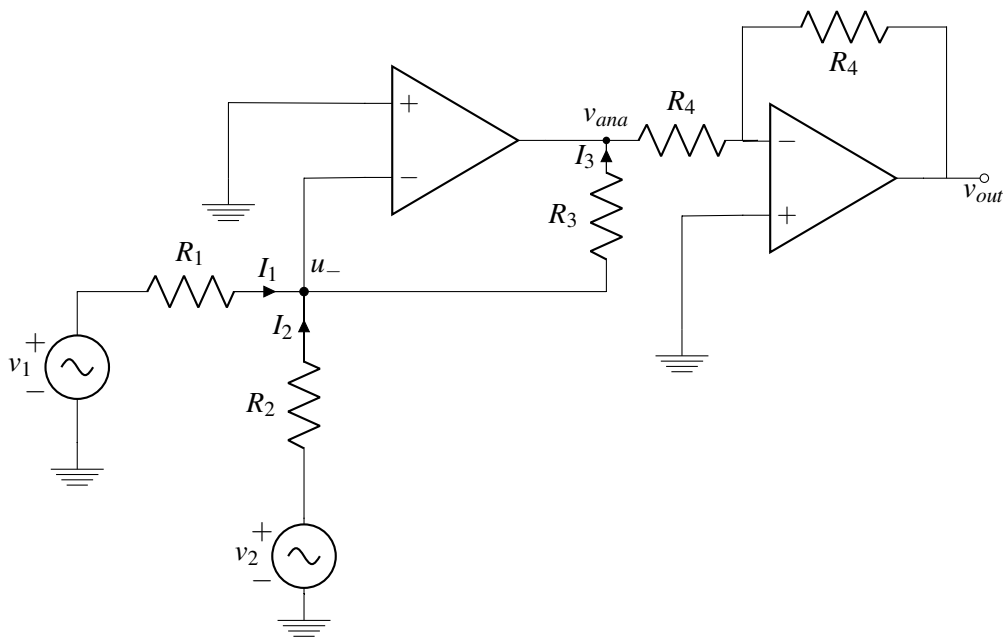 R4
+
−
vana
R4
−
+
I3
R3
vout
R1
I1
u−
I2
+
v1
−
R2
+
v2
−